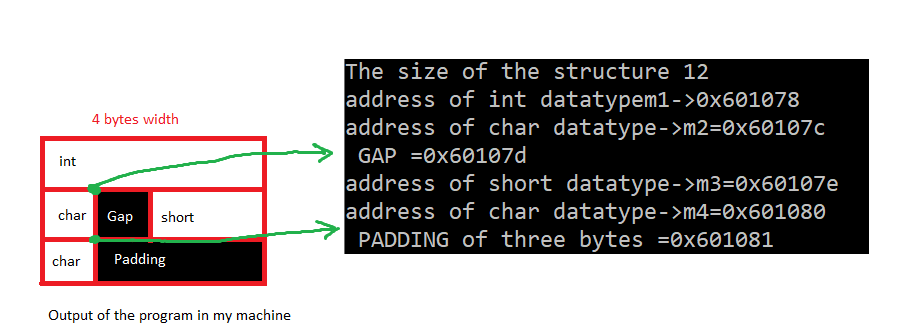 4 bytes width
int
char Gap short
char Padding
Output of the program in my machine
The size of the structure 12
address of int datatypem1->0x601078
address of char datatype->m2=0x60107c
GAP =0x60107d
address of short datatype->m3=0x60107e
address of char datatype->m4=0x601080
PADDING of three bytes =0x601081